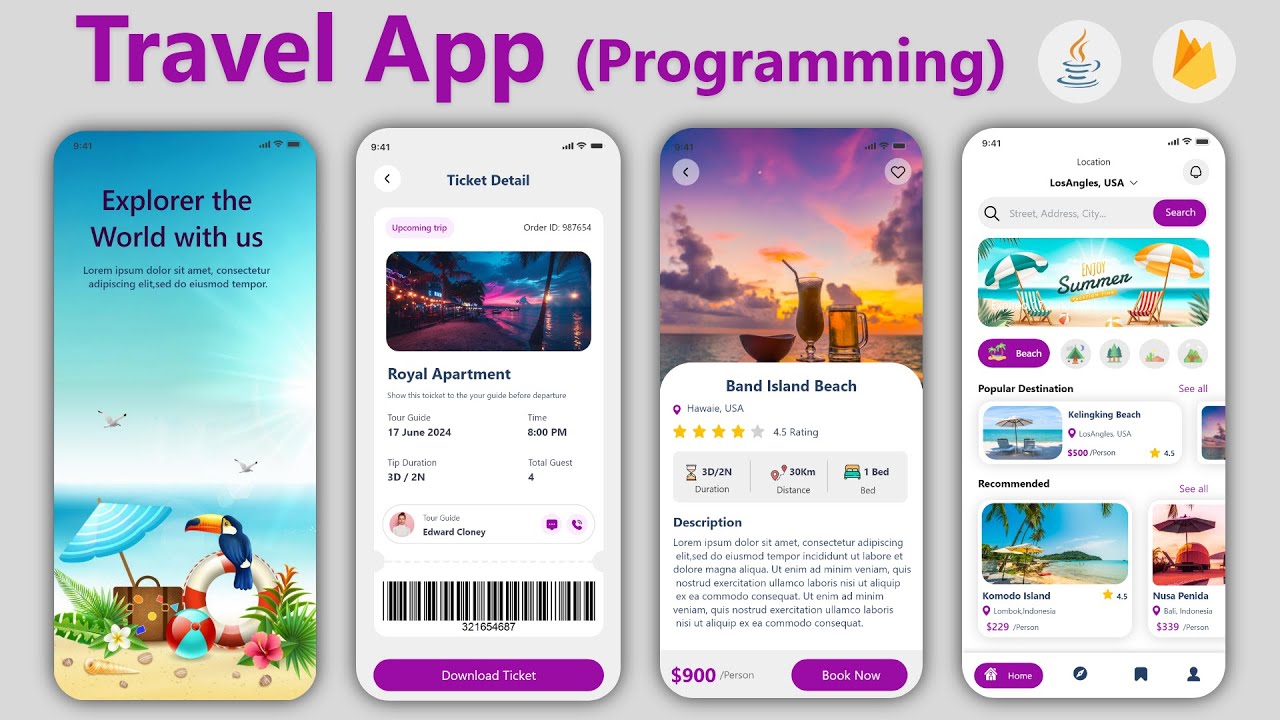 Travel App (Programming)
9:41
Explorer the
World with us
Lorem ipsum dolor sit amet, consectetur
adipiscing elit,sed do eiusmod tempor.
9:41
Ticket Detail
Upcoming trip
Order ID: 987654
Royal Apartment
Show this toicket to the your guide before departure
Tour Guide
Time
17 June 2024
8:00 PM
Tip Duration
Total Guest
3D / 2N
4
Tour Guide
Edward Cloney
321654687
Download Ticket
9:41
Band Island Beach
Hawaie, USA
4.5 Rating
3D/2N
30Km
1 Bed
Duration
Distance
Bed
Description
Lorem ipsum dolor sit amet, consectetur adipiscing
elit,sed do eiusmod tempor incididunt ut labore et
dolore magna aliqua. Ut enim ad minim veniam, quis
nostrud exercitation ullamco laboris nisi ut aliquip
ex ea commodo consequat. Ut enim ad minim
veniam, quis nostrud exercitation ullamco laboris nisi
ut aliquip ex ea commodo consequat.
$900 /Person
Book Now
9:41
Location
LosAngles, USA
Street, Address, City...
Search
ENJOY
Summer
Beach
Popular Destination
See all
Kelingking Beach
LosAngles, USA
$500/Person
4.5
Recommended
See all
Komodo Island
4.5
Lombok,Indonesia
$229 /Person
Nusa Penida
Bali, Indonesia
$339 /Person
Home